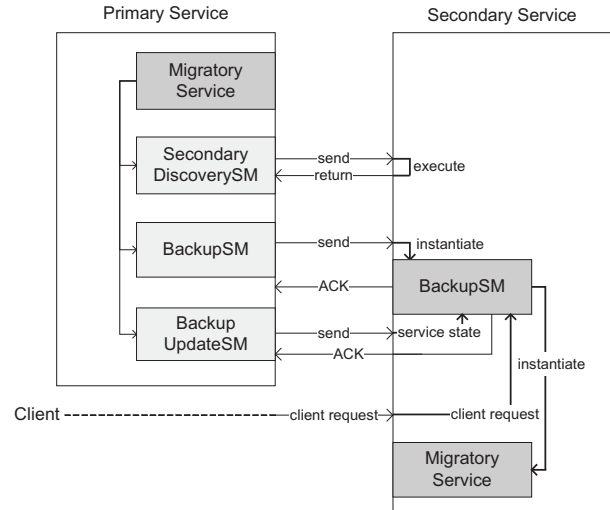 Primary Service
Secondary Service
Migratory
Service
Secondary
DiscoverySM
send
return
execute
BackupSM
send
instantiate
ACK
BackupSM
Backup
UpdateSM
send
service state
ACK
instantiate
Client
client request
client request
Migratory
Service